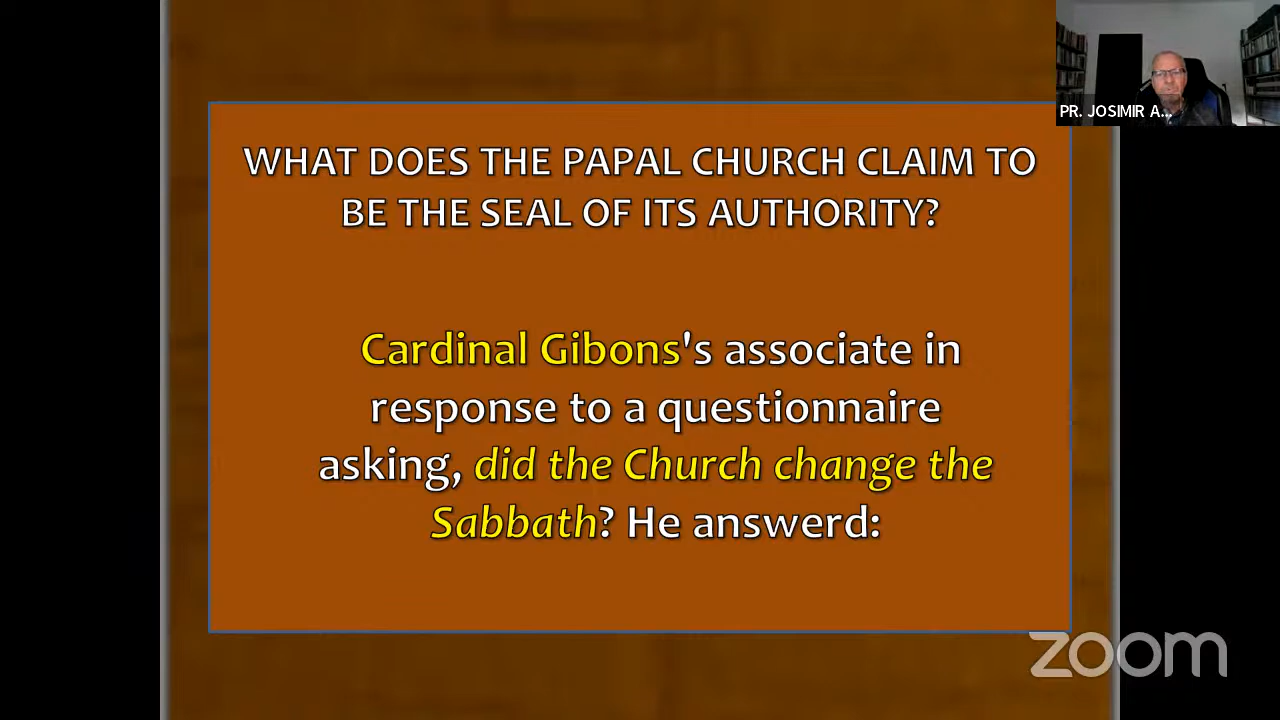 PR. JOSIMIR A...
WHAT DOES THE PAPAL CHURCH CLAIM TO
BE THE SEAL OF ITS AUTHORITY?
Cardinal Gibons's associate in
response to a questionnaire
asking, did the Church change the
Sabbath? He answerd:
zoom